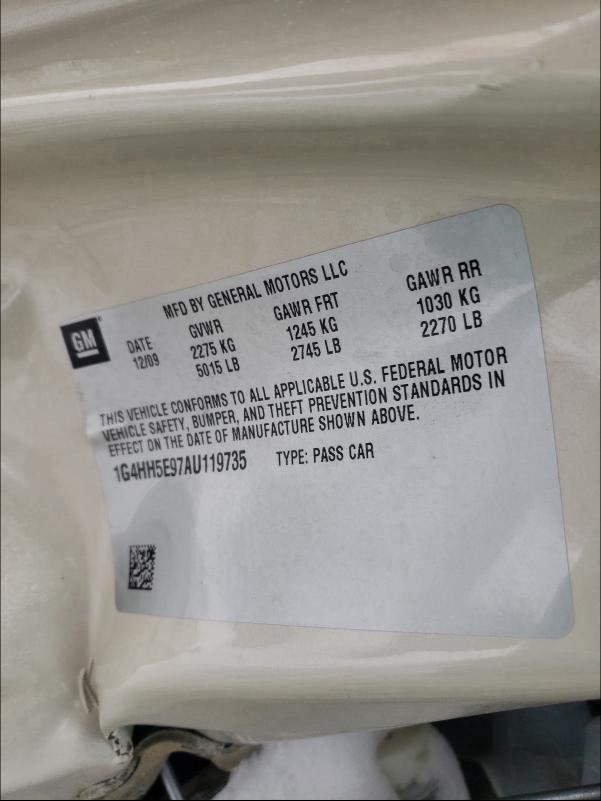 GM
MFD BY GENERAL MOTORS LLC
DATE GVWR GAWR FRT GAWR RR
12/09 2275 KG 1245 KG 1030 KG
5015 LB 2745 LB 2270 LB
THIS VEHICLE CONFORMS TO ALL APPLICABLE U.S. FEDERAL MOTOR
VEHICLE SAFETY, BUMPER, AND THEFT PREVENTION STANDARDS IN
EFFECT ON THE DATE OF MANUFACTURE SHOWN ABOVE.
1G4HH5E97AU119735 TYPE: PASS CAR